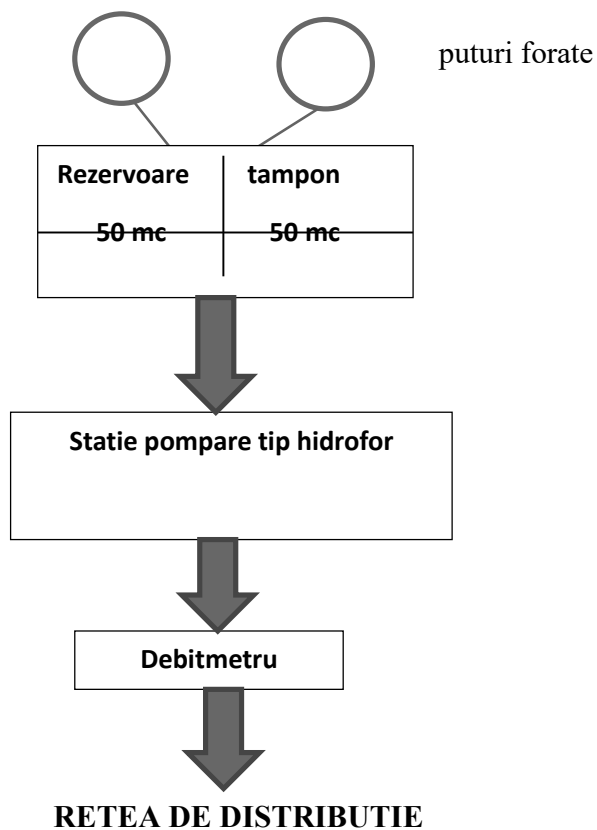 puturi forate
Rezervoare tampon
50 mc 50 mc
Statie pompare tip hidrofor
Debitmetru
RETEA DE DISTRIBUTIE